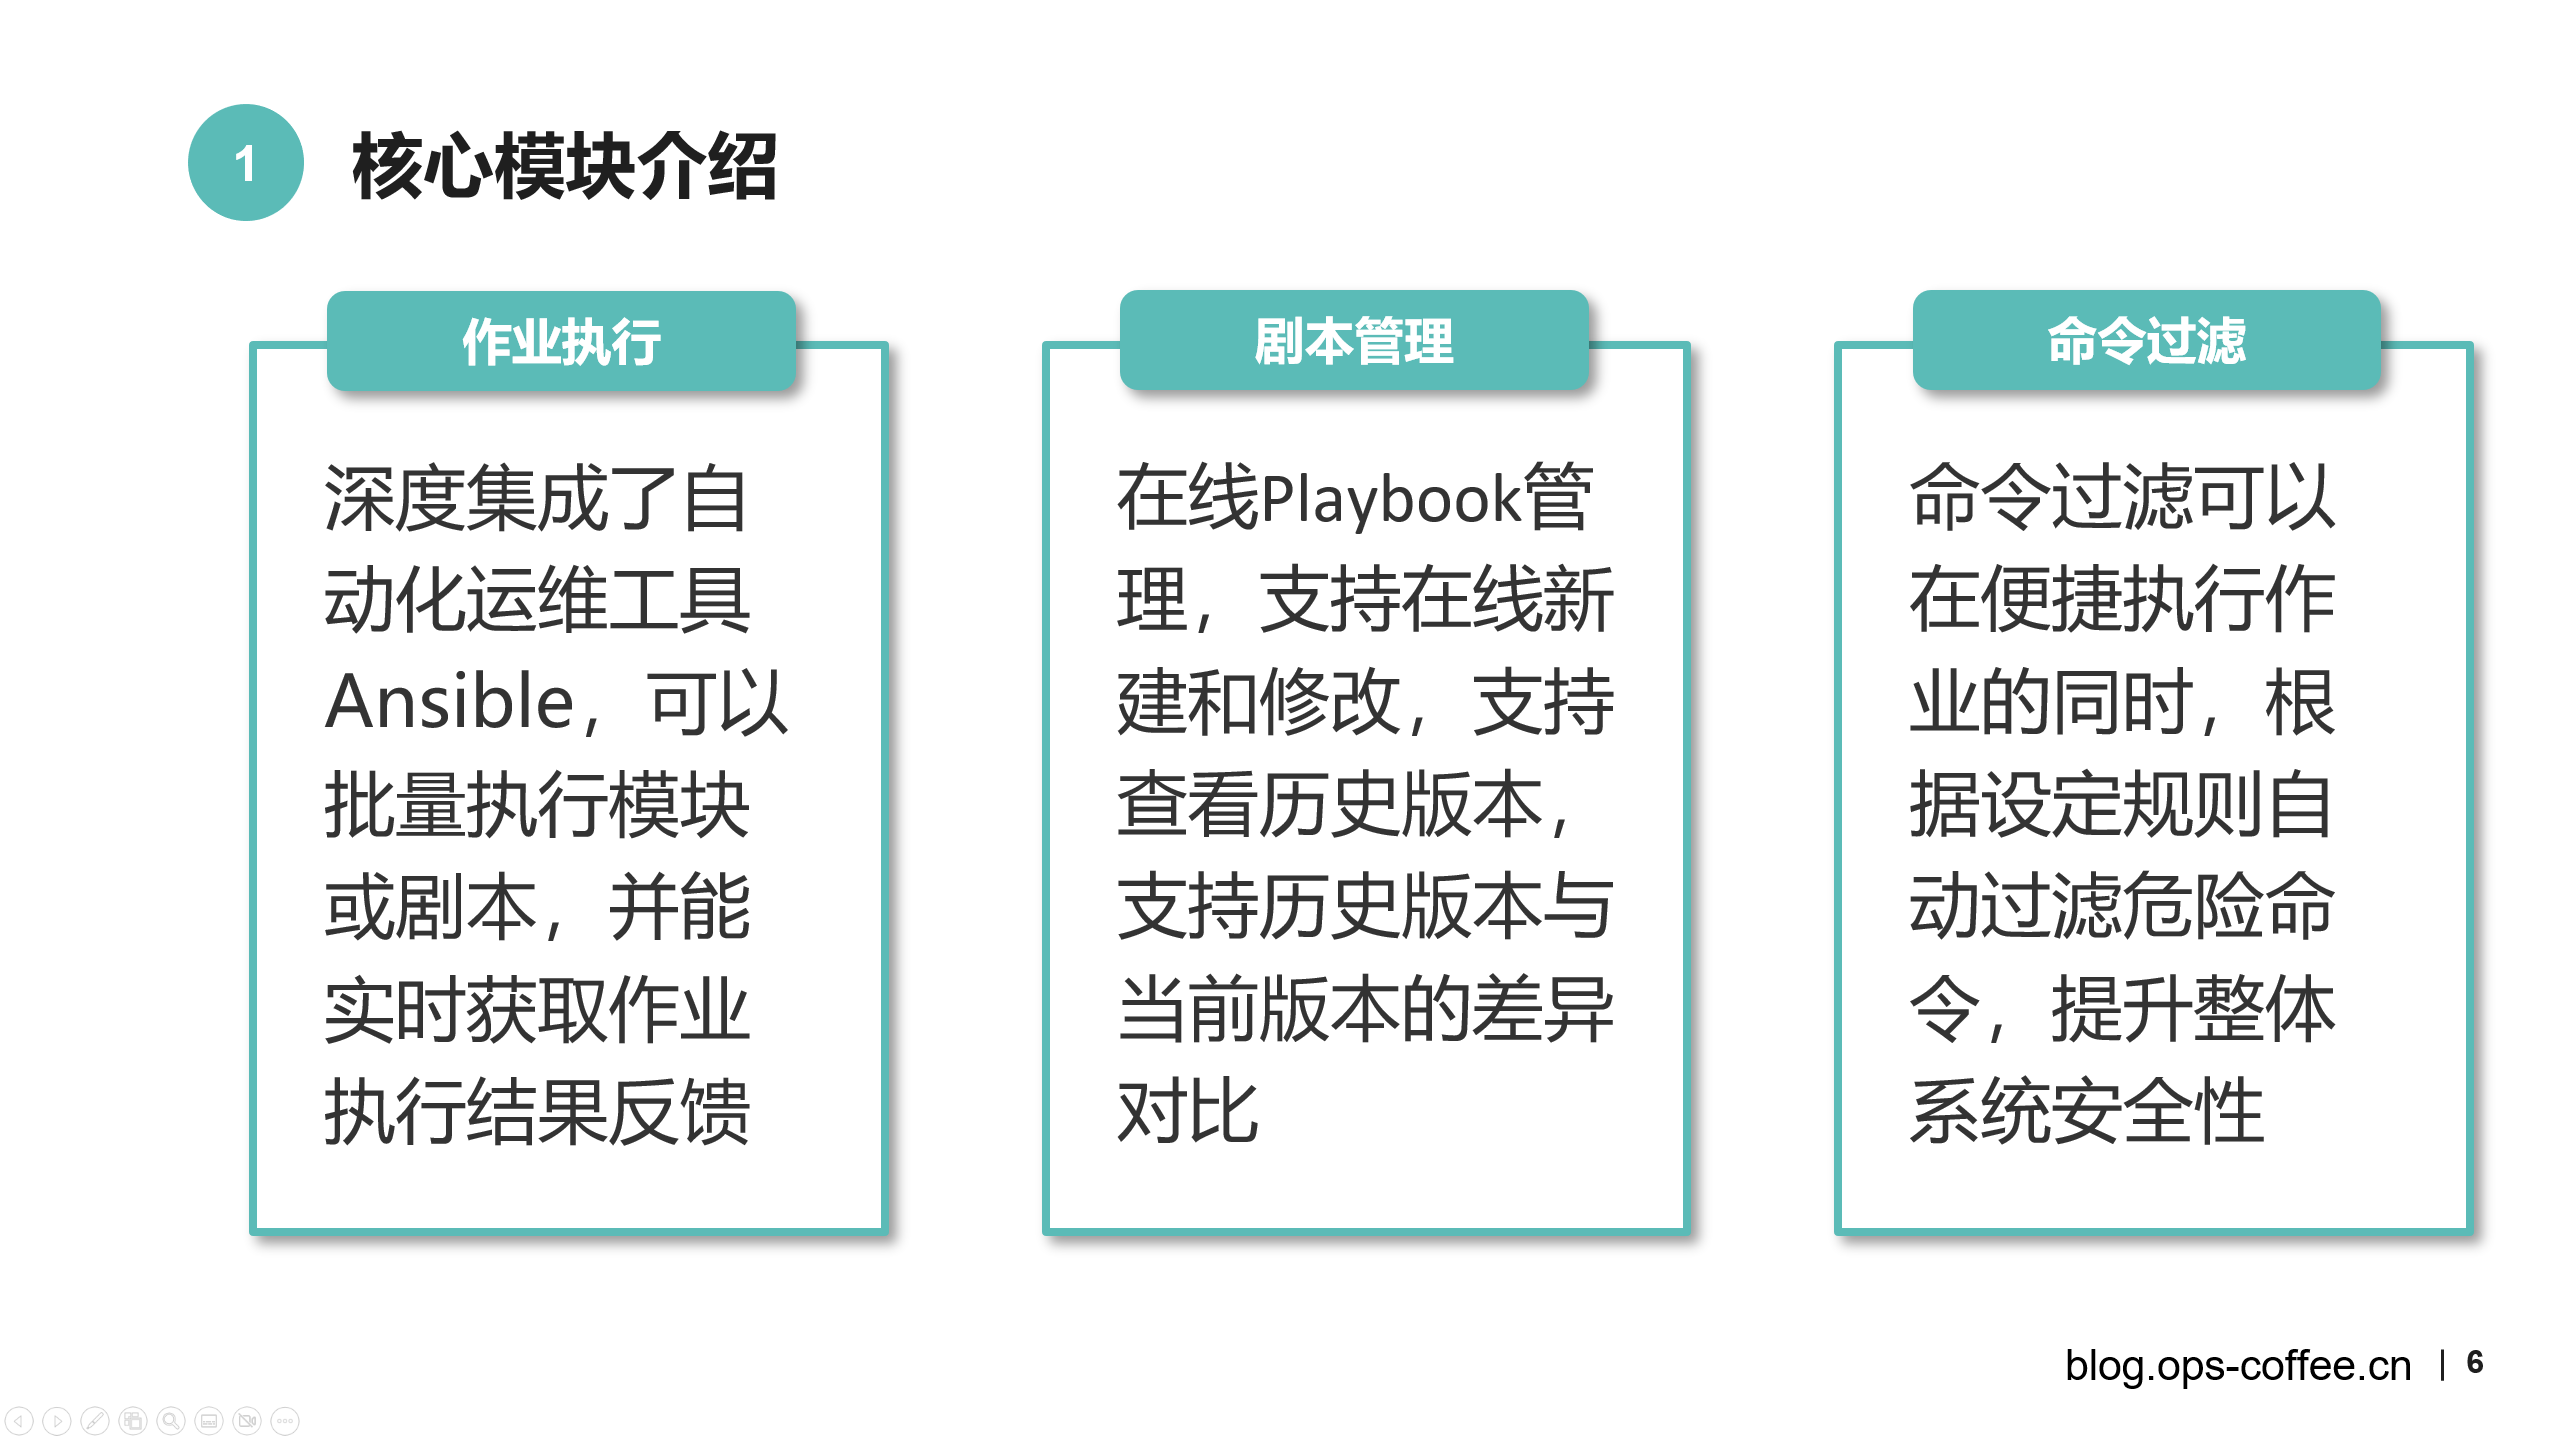 1
核心模块介绍
作业执行
深度集成了自
动化运维工具
Ansible，可以
批量执行模块
或剧本，并能
实时获取作业
执行结果反馈
剧本管理
在线Playbook管
理，支持在线新
建和修改，支持
查看历史版本，
支持历史版本与
当前版本的差异
对比
命令过滤
命令过滤可以
在便捷执行作
业的同时，根
据设定规则自
动过滤危险命
令，提升整体
系统安全性
blog.ops-coffee.cn | 6